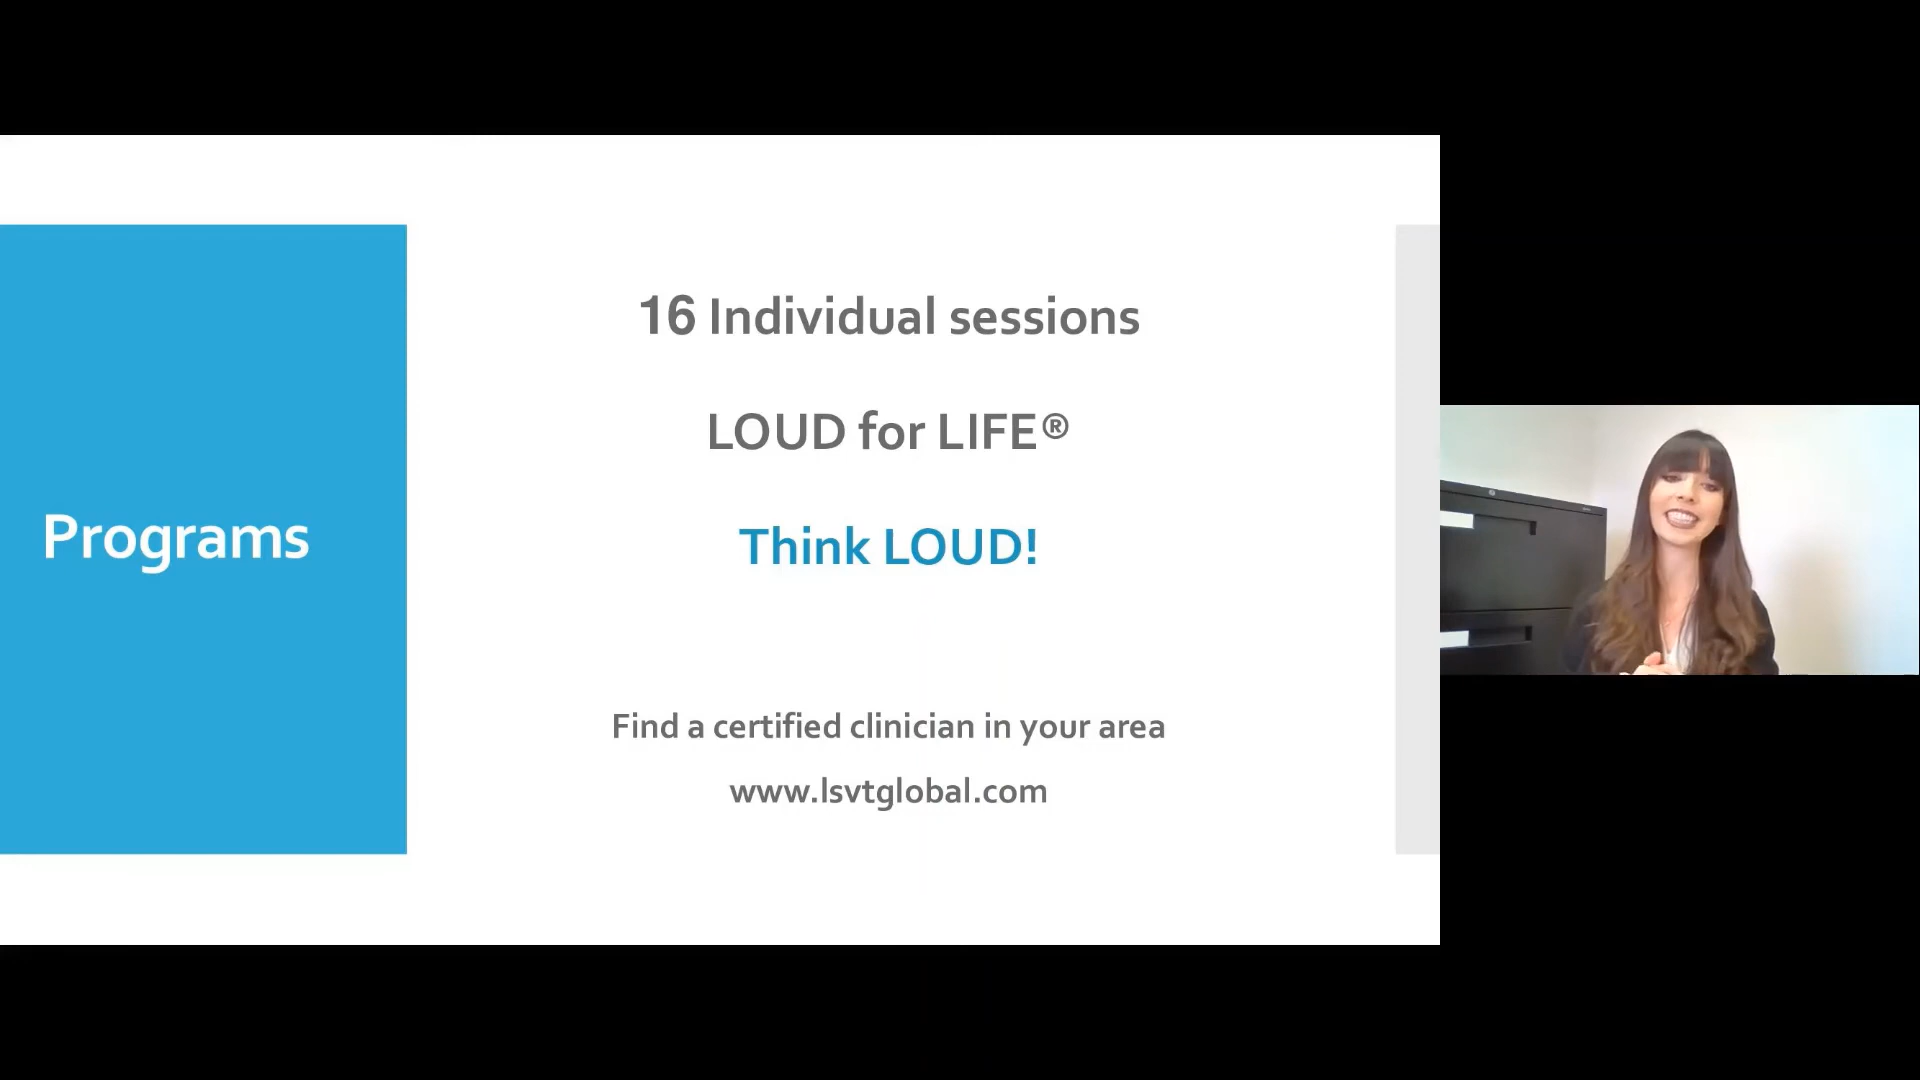 Programs
16 Individual sessions
LOUD for LIFE®
Think LOUD!
Find a certified clinician in your area
www.lsvtglobal.com